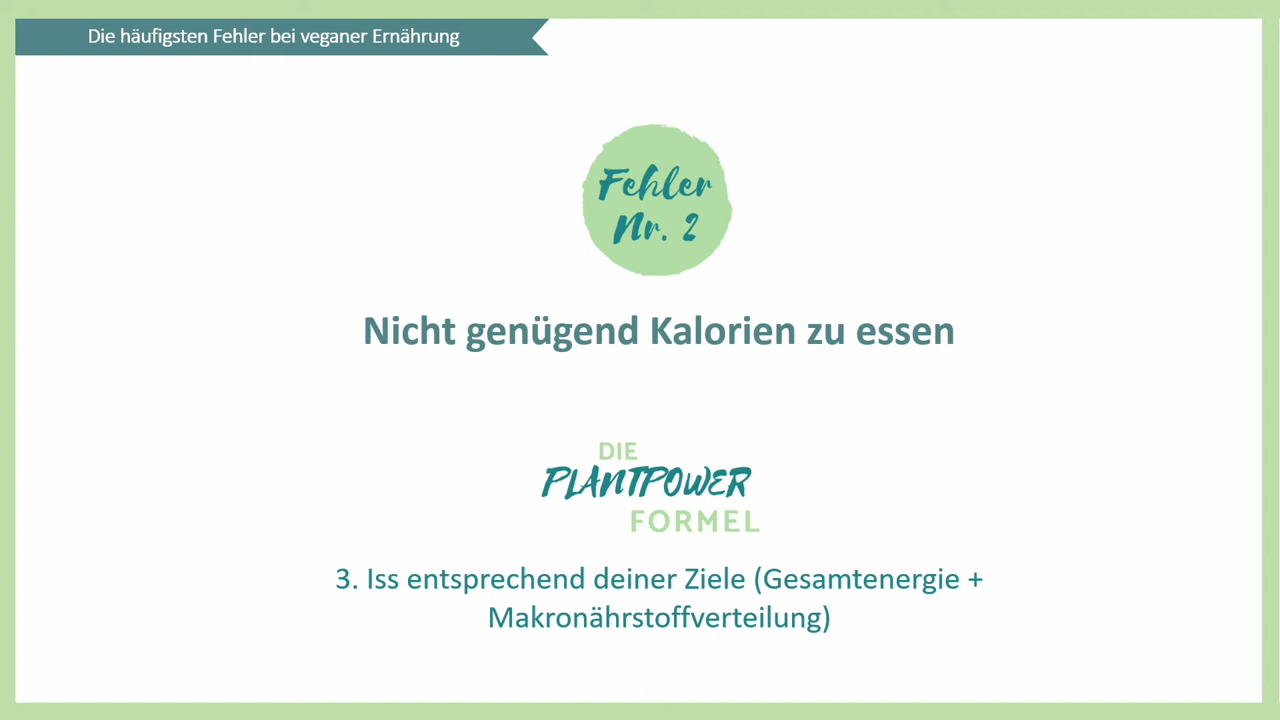 Die häufigsten Fehler bei veganer Ernährung
Fehler
Nr. 2
Nicht genügend Kalorien zu essen
DIE
PLANTPOWER
FORMEL
3. Iss entsprechend deiner Ziele (Gesamtenergie +
Makronährstoffverteilung)